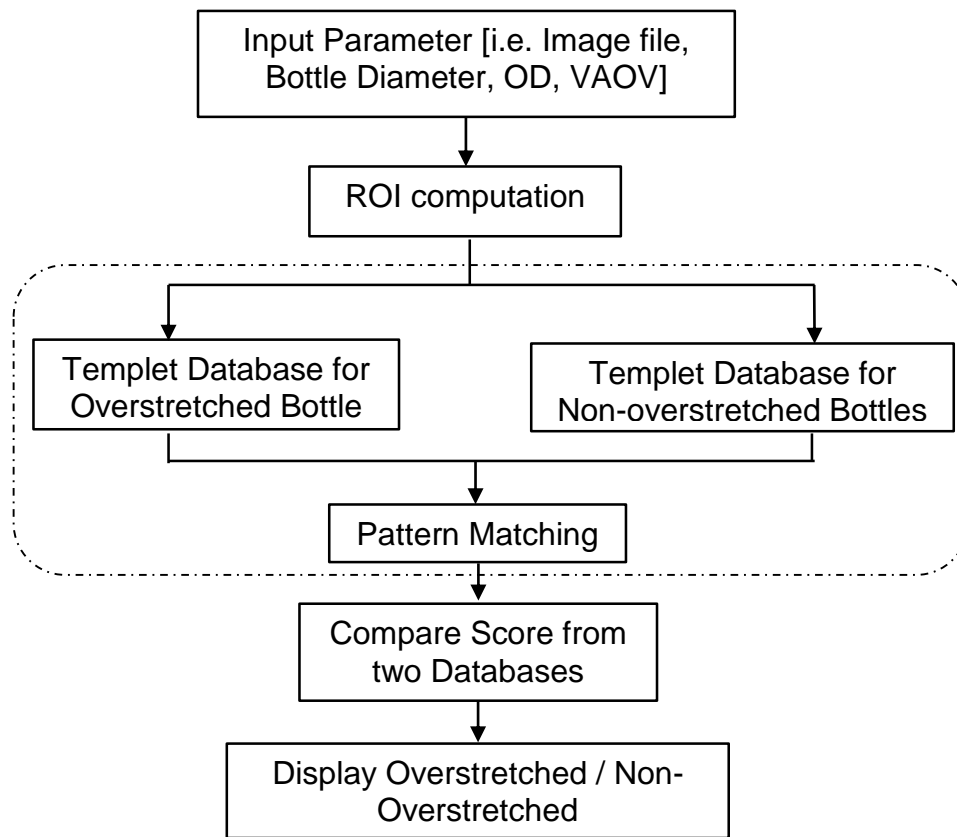 Input Parameter [i.e. Image file,
Bottle Diameter, OD, VAOV]
ROI computation
Templet Database for
Overstretched Bottle
Templet Database for
Non-overstretched Bottles
Pattern Matching
Compare Score from
two Databases
Display Overstretched / Non-
Overstretched